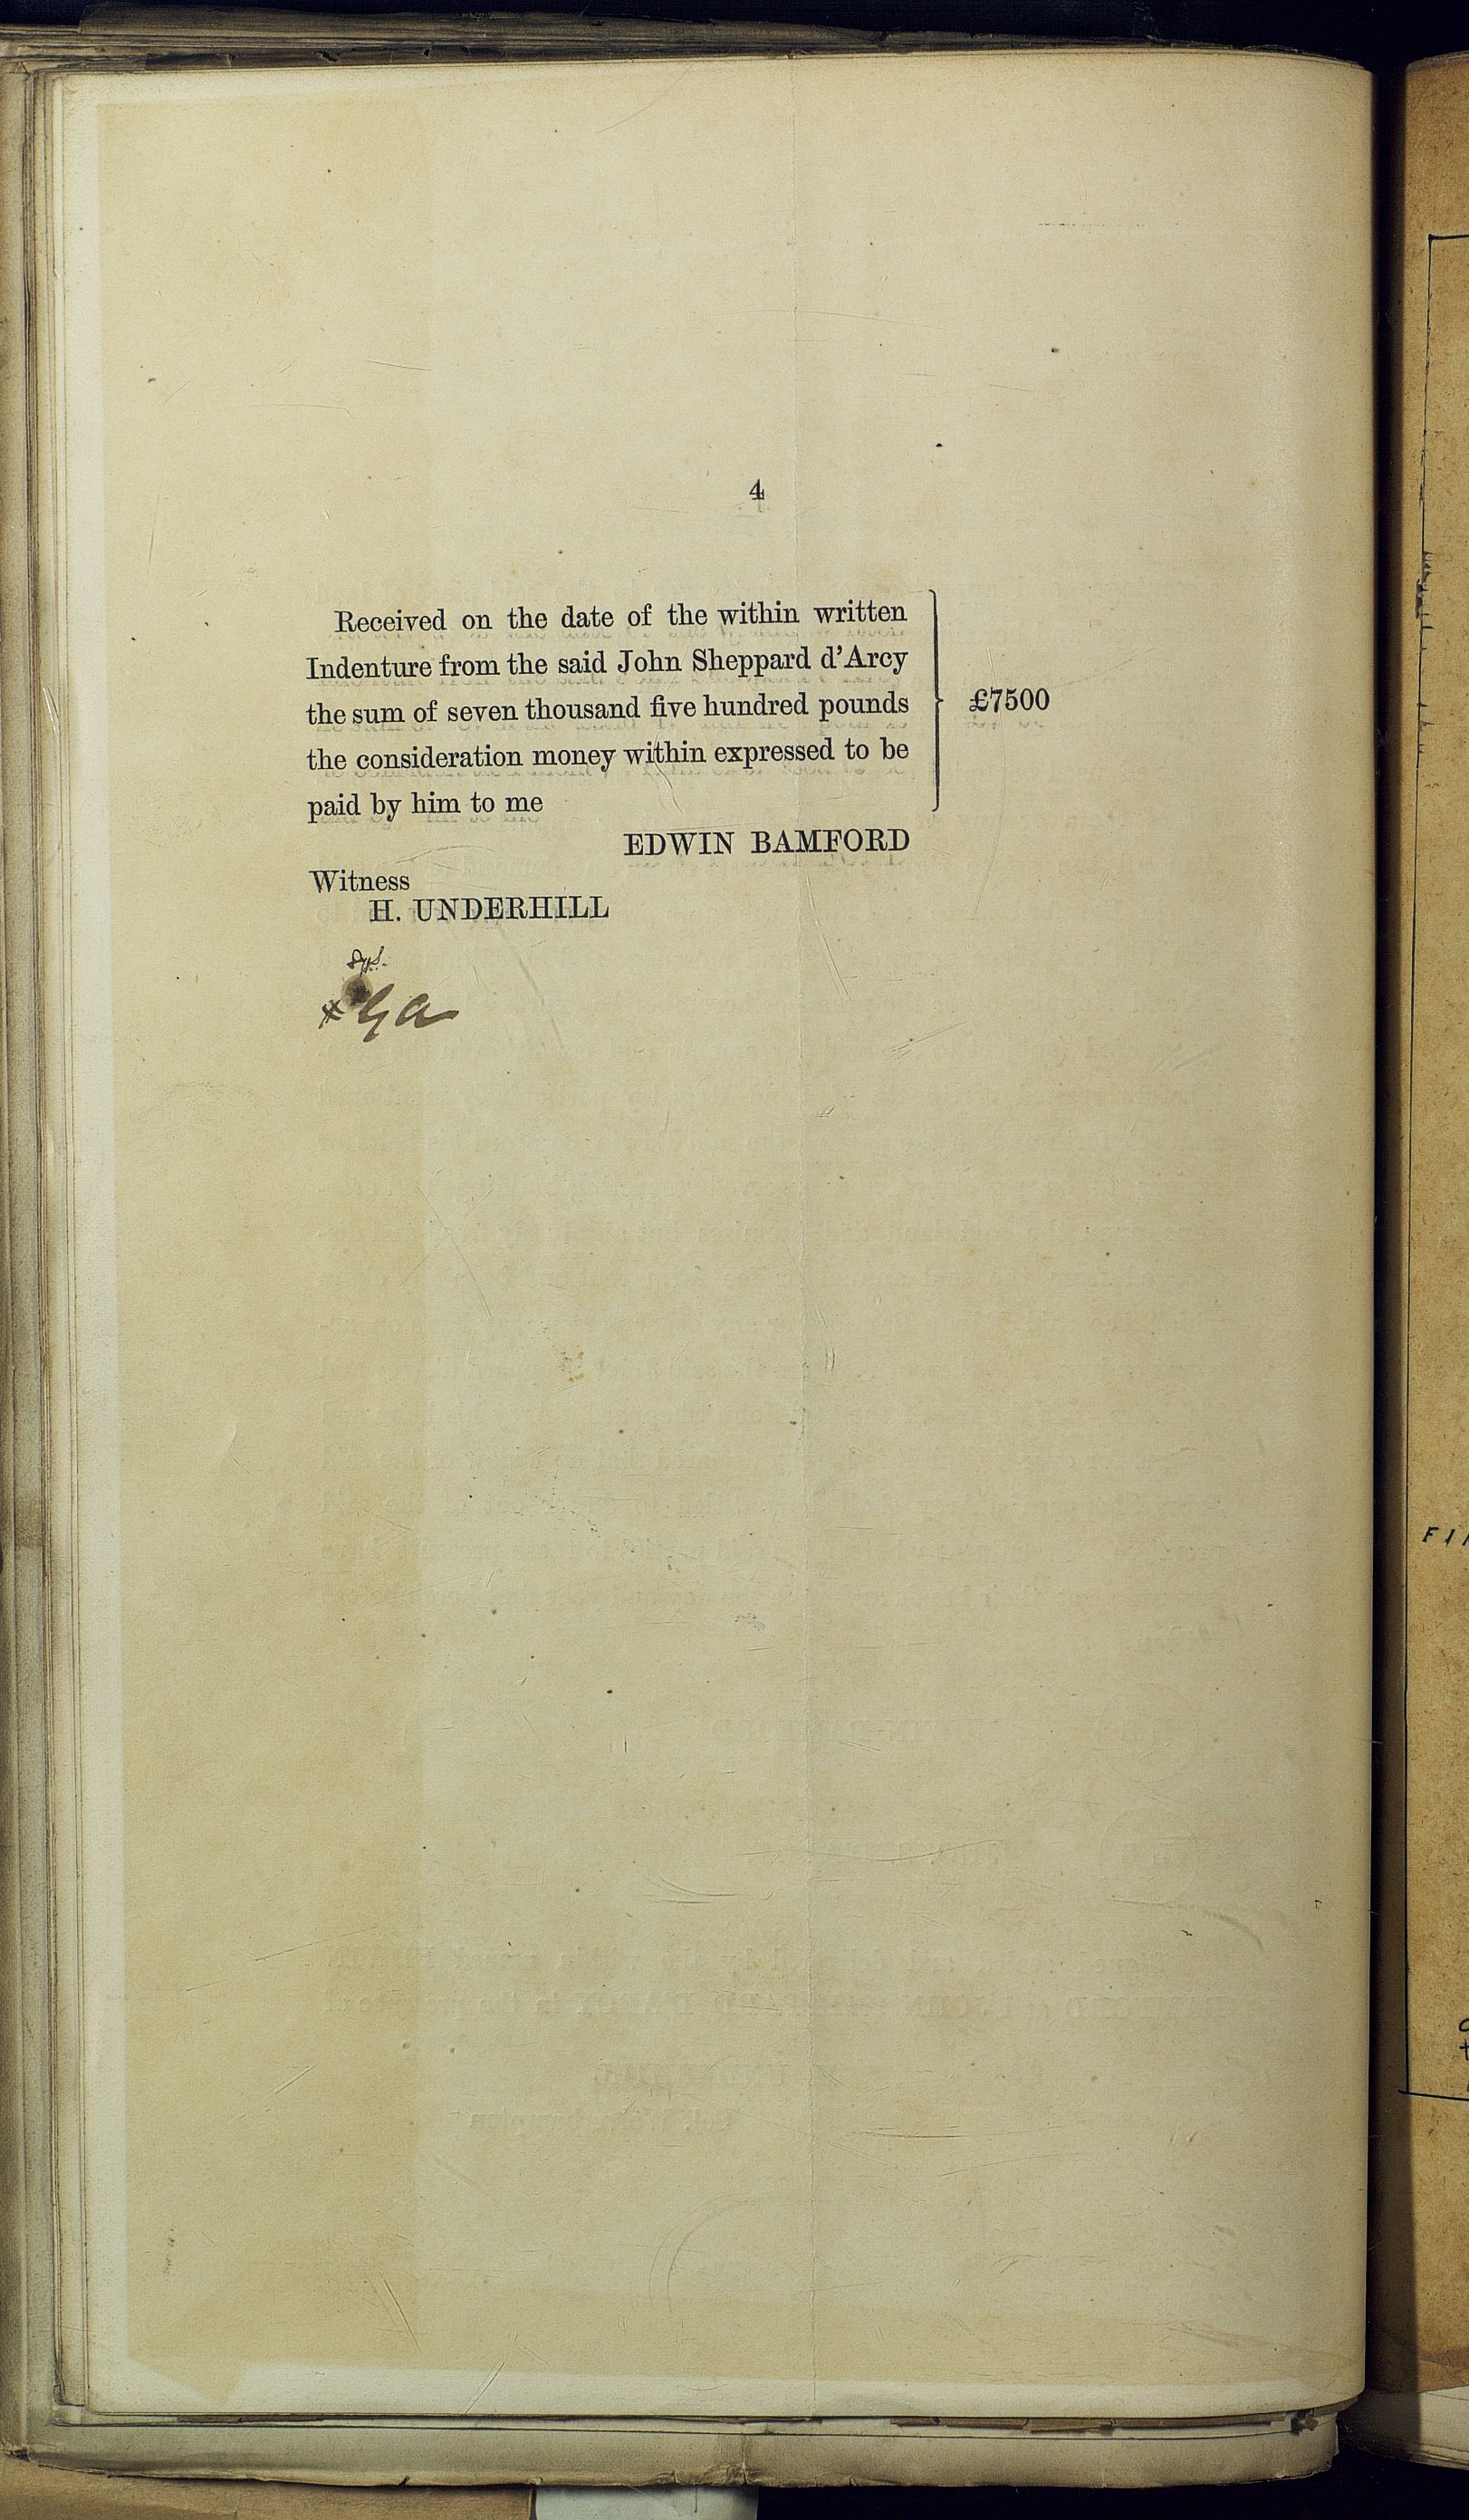 4
Received on the date of the within written
Indenture from the said John Sheppard d'Arcy
the sum of seven thousand five hundred pounds
£7500
the consideration money within expressed to be
paid by him to me
EDWIN BAMFORD
Witness
H. UNDERHILL